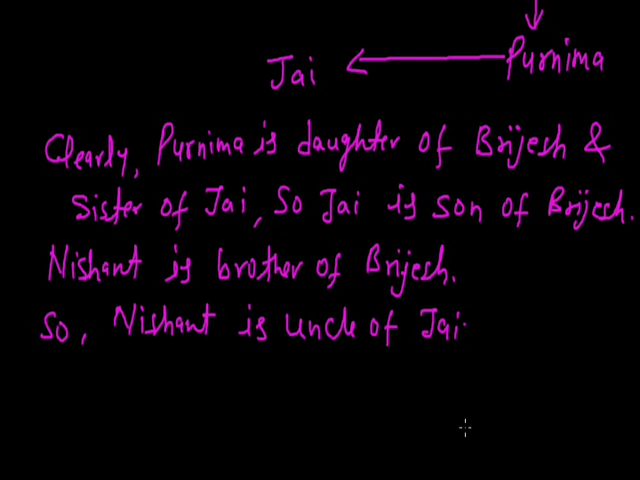 Jai Purnima
Clearly, Purnima is daughter of Brijesh &
Sister of Jai, So Jai is son of Brijesh.
Nishant is brother of Brijesh.
So, Nishant is uncle of Jai.